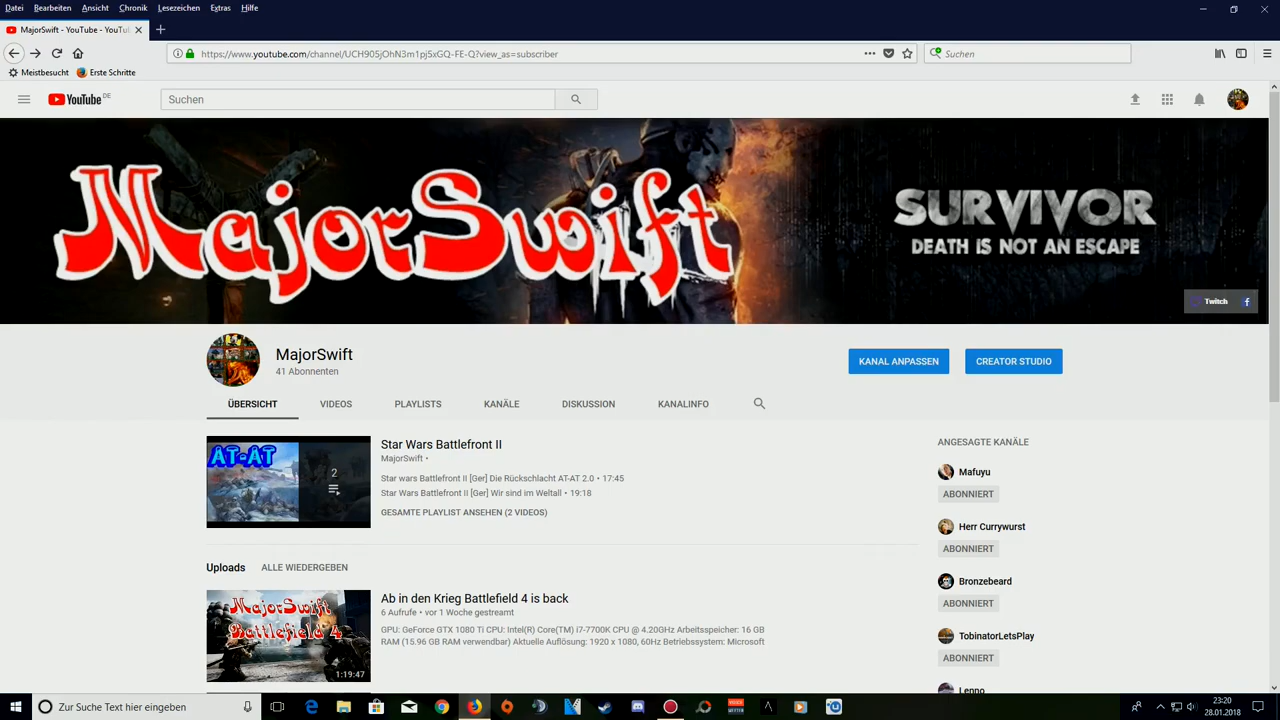 Datei Bearbeiten Ansicht Chronik Lesezeichen Extras Hilfe
MajorSwift - YouTube - YouTu
https://www.youtube.com/channel/UCH905jOhN3m1pj5xGQ-FE-Q?view_as=subscriber
Suchen
Meistbesucht Erste Schritte
YouTube DE
Suchen
MajorSwift
SURVIVOR
DEATH IS NOT AN ESCAPE
Twitch
MajorSwift
41 Abonnenten
KANAL ANPASSEN
CREATOR STUDIO
ÜBERSICHT VIDEOS PLAYLISTS KANÄLE DISKUSSION KANALINFO
AT-AT
2
Star Wars Battlefront II
MajorSwift •
Star wars Battlefront II [Ger] Die Rückschlacht AT-AT 2.0 • 17:45
Star Wars Battlefront II [Ger] Wir sind im Weltall • 19:18
GESAMTE PLAYLIST ANSEHEN (2 VIDEOS)
Uploads ALLE WIEDERGEBEN
MajorSwift
Battlefield 4
1:19:47
Ab in den Krieg Battlefield 4 is back
6 Aufrufe • vor 1 Woche gestreamt
GPU: GeForce GTX 1080 Ti CPU: Intel(R) Core(TM) i7-7700K CPU @ 4.20GHz Arbeitsspeicher: 16 GB
RAM (15.96 GB RAM verwendbar) Aktuelle Auflösung: 1920 x 1080, 60Hz Betriebssystem: Microsoft
ANGESAGTE KANÄLE
Mafuyu
ABONNIERT
Herr Currywurst
ABONNIERT
Bronzebeard
ABONNIERT
TobinatorLetsPlay
ABONNIERT
Lenno
Zur Suche Text hier eingeben
23:20
28.01.2018